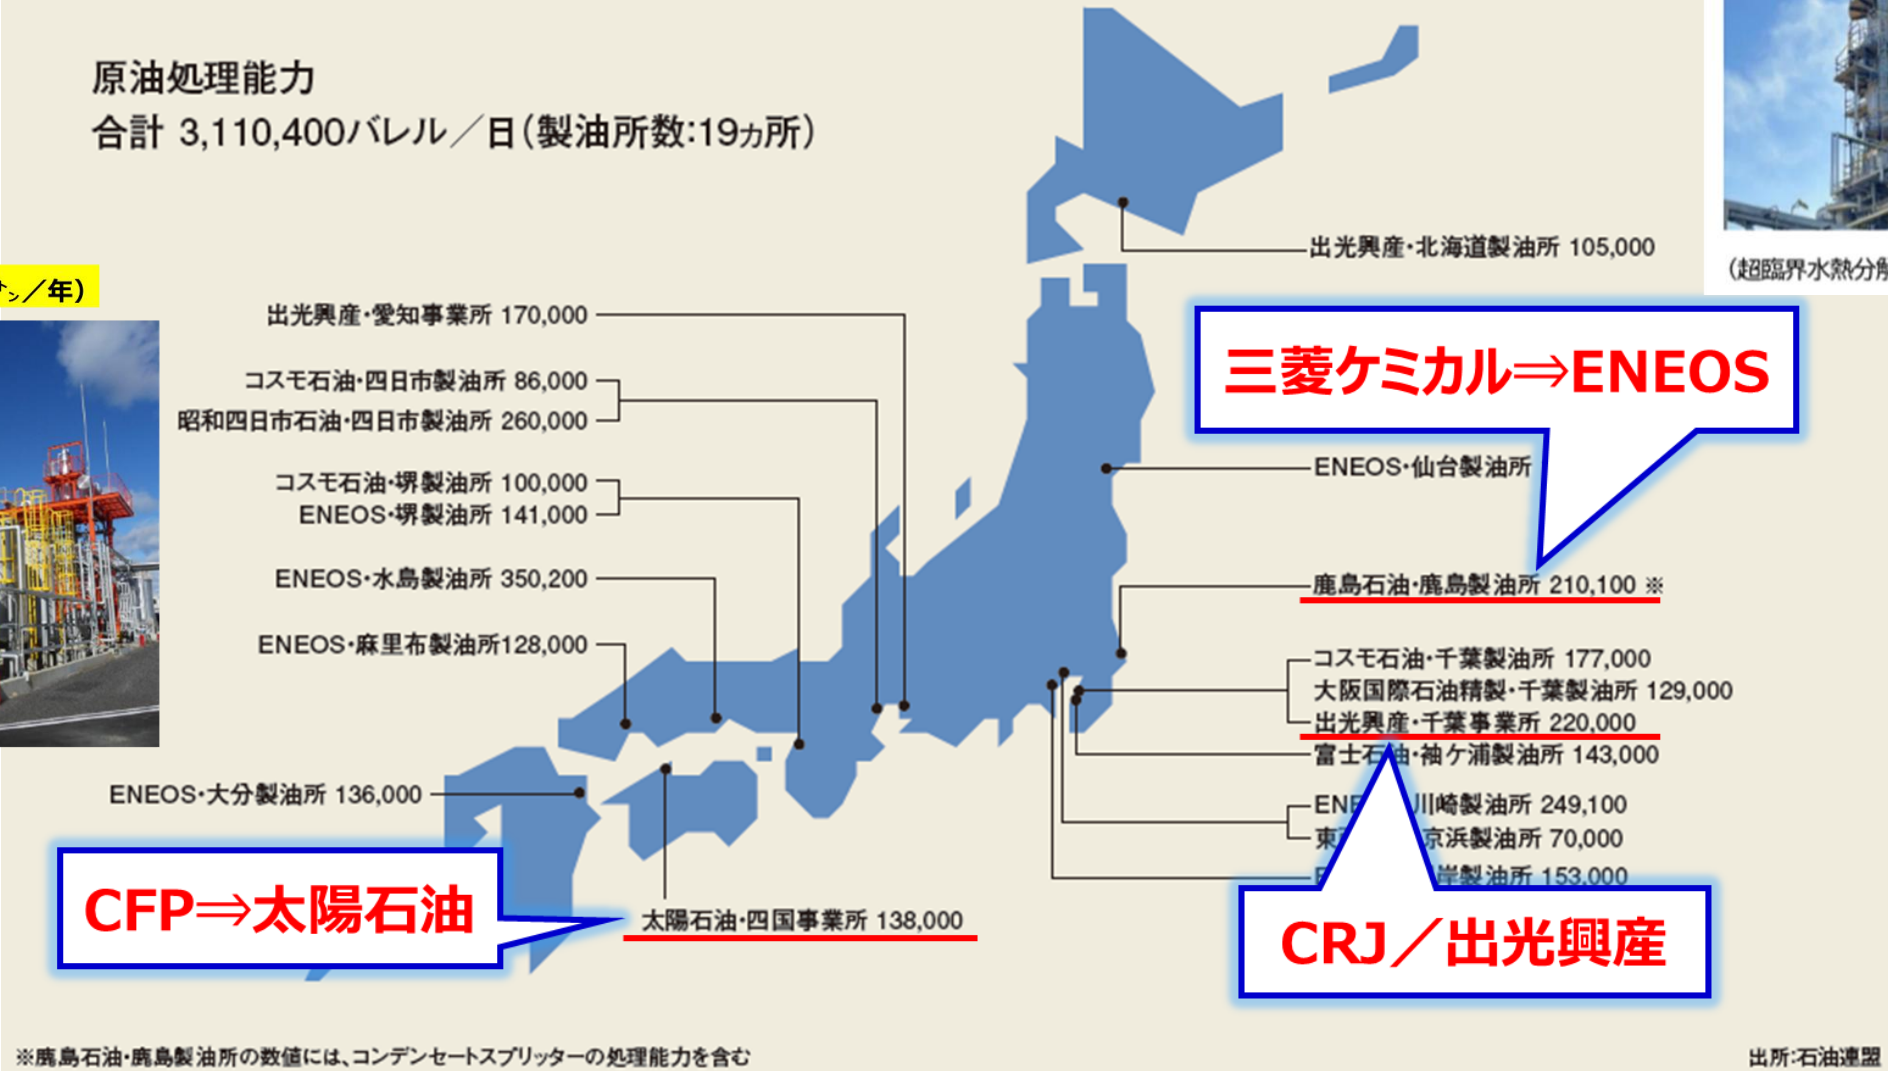 原油処理能力
合計 3,110,400バレル／日(製油所数:19ヵ所)
(超臨界水熱分解
出光興産・北海道製油所 105,000
／年)
出光興産・愛知事業所 170,000
コスモ石油・四日市製油所 86,000
昭和四日市石油・四日市製油所 260,000
コスモ石油・堺製油所 100,000
ENEOS・堺製油所 141,000
ENEOS・水島製油所 350,200
ENEOS・麻里布製油所128,000
ENEOS・大分製油所 136,000
CFP⇒太陽石油
太陽石油・四国事業所 138,000
三菱ケミカル⇒ENEOS
ENEOS・仙台製油所
鹿島石油・鹿島製油所 210,100 ※
コスモ石油・千葉製油所 177,000
大阪国際石油精製・千葉製油所 129,000
出光興産・千葉事業所 220,000
富士石油・袖ケ浦製油所 143,000
川崎製油所 249,100
京浜製油所 70,000
岸製油所 153,000
CRJ／出光興産
※鹿島石油・鹿島製油所の数値には、コンデンセートスプリッターの処理能力を含む
出所:石油連盟